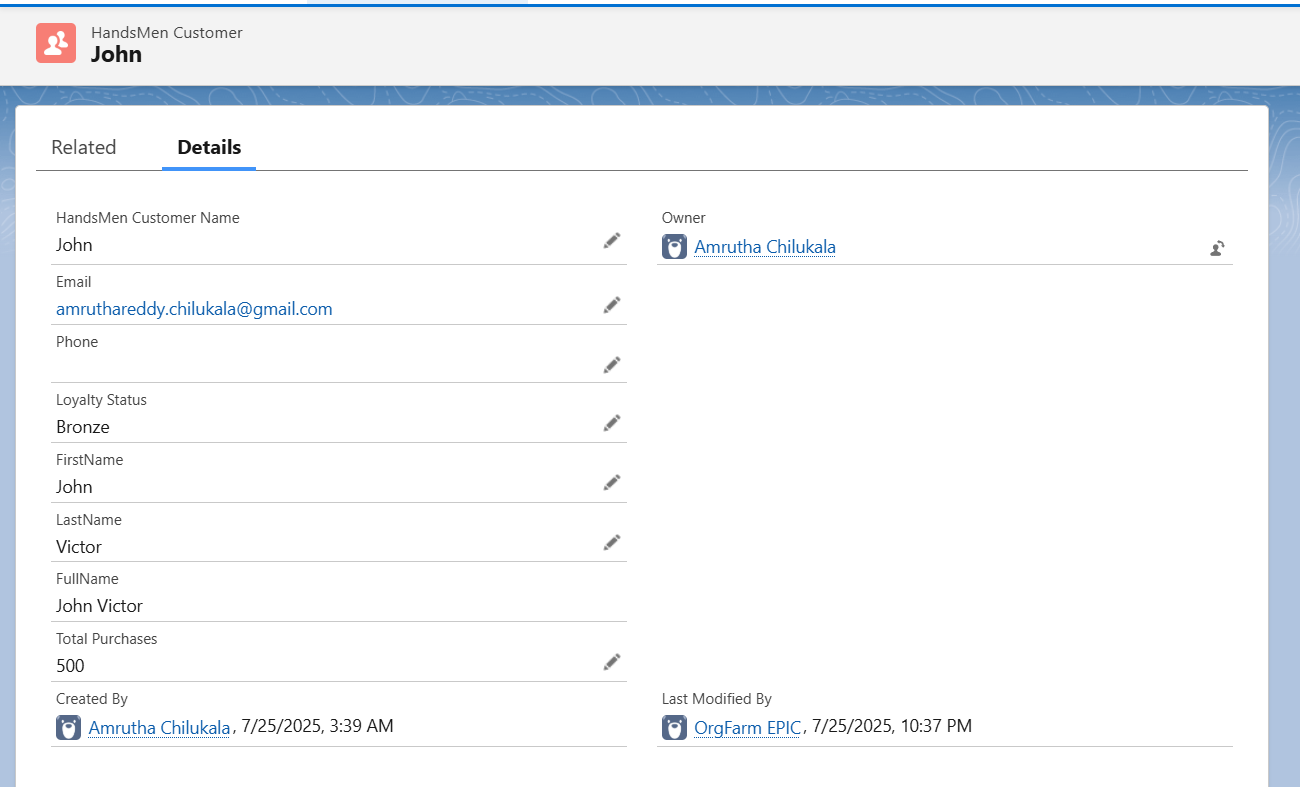 HandsMen Customer
John
Related Details
HandsMen Customer Name
John
Owner
Amrutha Chilukala
Email
amruthareddy.chilukala@gmail.com
Phone
Loyalty Status
Bronze
FirstName
John
LastName
Victor
FullName
John Victor
Total Purchases
500
Created By
Amrutha Chilukala, 7/25/2025, 3:39 AM
Last Modified By
OrgFarm EPIC, 7/25/2025, 10:37 PM